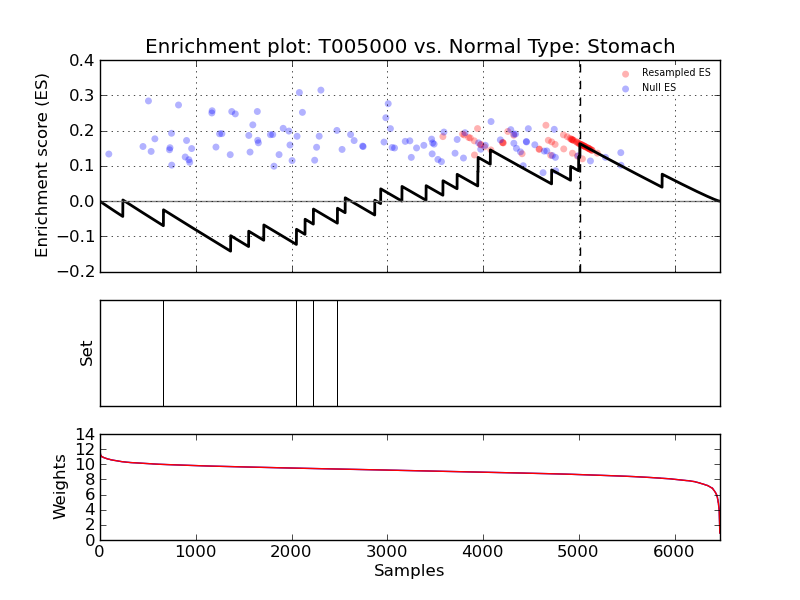 Enrichment plot: T005000 vs. Normal Type: Stomach
Enrichment score (ES)
0.4
0.3
0.2
0.1
0.0
−0.1
−0.2
Resampled ES
Null ES
Set
Weights
14
12
10
8
6
4
2
0
0 1000 2000 3000 4000 5000 6000
Samples